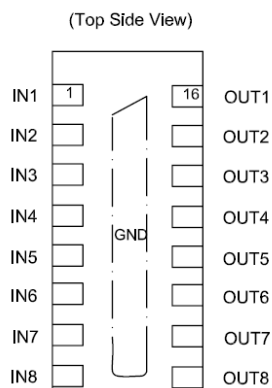 (Top Side View)
IN1 1 16 OUT1
IN2 OUT2
IN3 OUT3
IN4 OUT4
GND
IN5 OUT5
IN6 OUT6
IN7 OUT7
IN8 OUT8